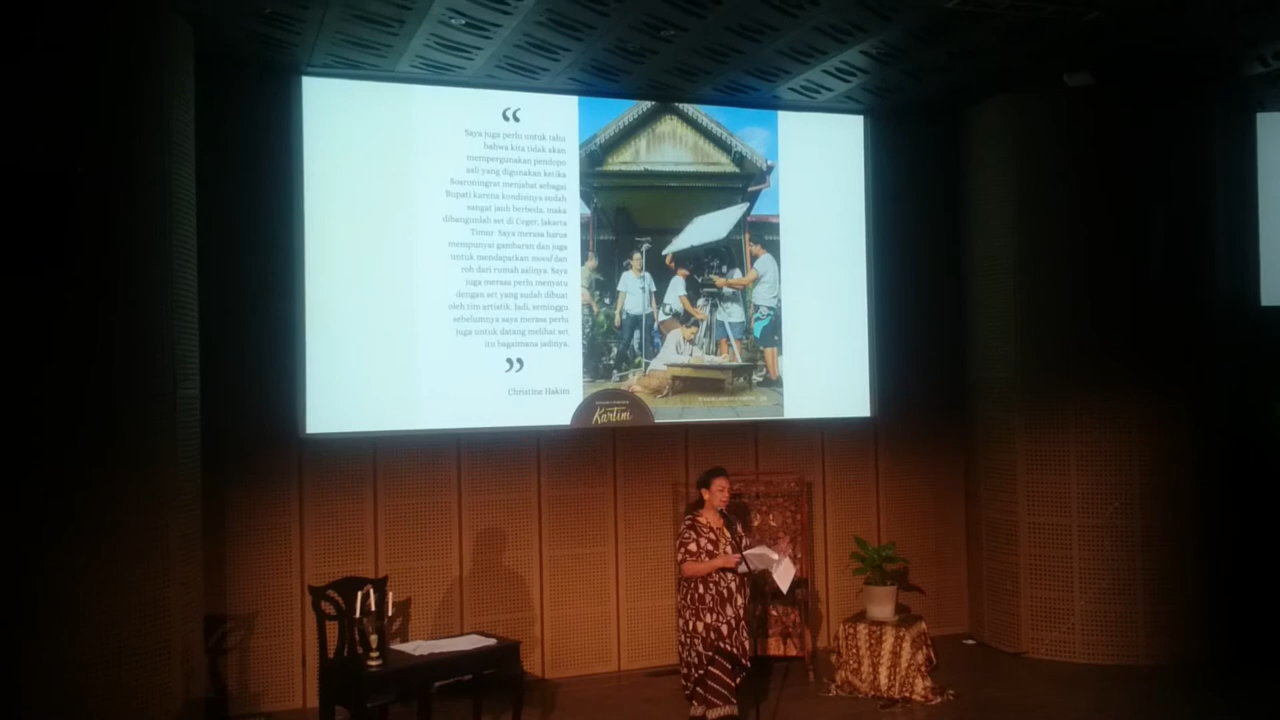 “
Saya juga perlu untuk tahu
bahwa kita tidak akan
mempergunakan pendopo
asli yang digunakan ketika
Sosroningrat menjabat sebagai
Bupati karena kondisinya sudah
sangat jauh berbeda, maka
dibangunlah set di Ceger, Jakarta
Timur. Saya merasa harus
mempunyai gambaran dan juga
untuk mendapatkan mood dan
roh dari rumah aslinya. Saya
juga merasa perlu menyatu
dengan set yang sudah dibuat
oleh tim artistik. Jadi, seminggu
sebelumnya saya merasa perlu
juga untuk datang melihat set
itu bagaimana jadinya.
”
Christine Hakim
Kartini